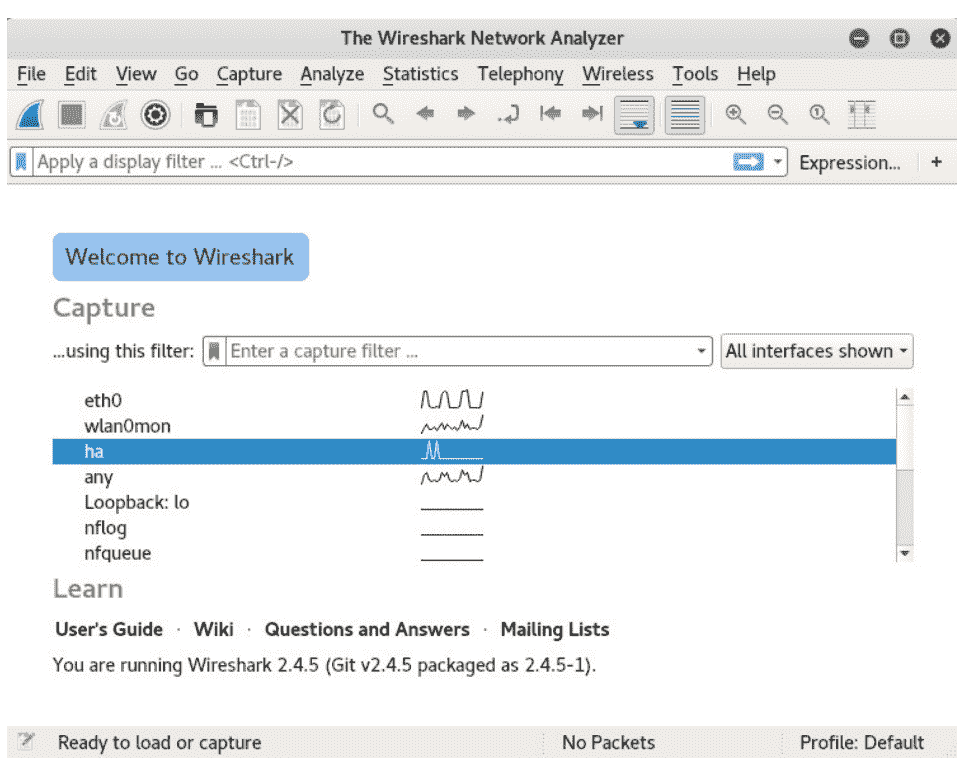 The Wireshark Network Analyzer
File Edit View Go Capture Analyze Statistics Telephony Wireless Tools Help
Apply a display filter ... <Ctrl-/> Expression... +
Welcome to Wireshark
Capture
...using this filter: Enter a capture filter ... All interfaces shown
eth0
wlan0mon
ha
any
Loopback: lo
nflog
nfqueue
Learn
User's Guide · Wiki · Questions and Answers · Mailing Lists
You are running Wireshark 2.4.5 (Git v2.4.5 packaged as 2.4.5-1).
Ready to load or capture No Packets Profile: Default